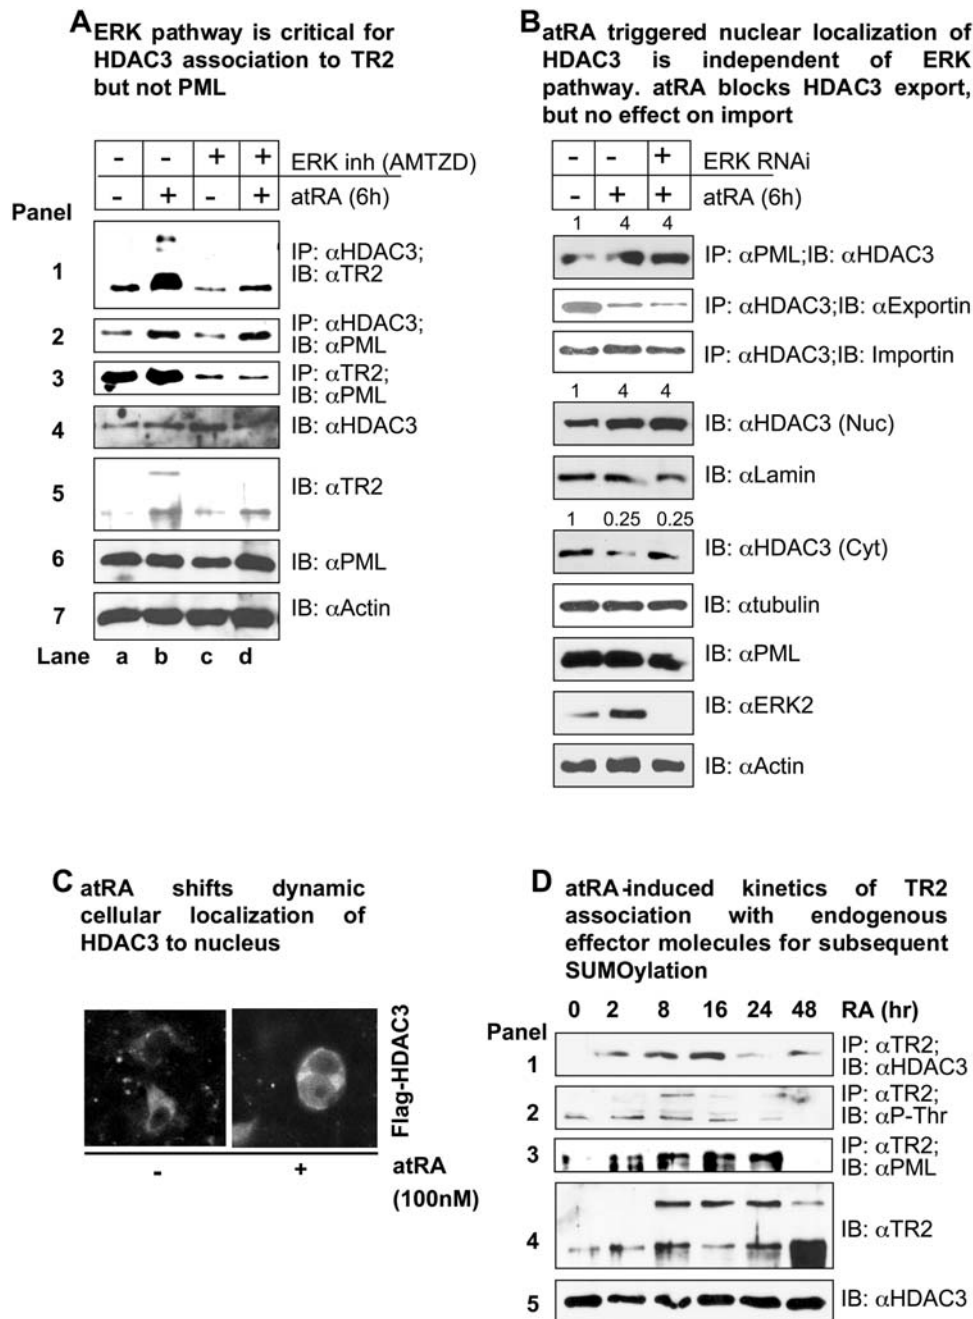 A ERK pathway is critical for
HDAC3 association to TR2
but not PML
- - + + ERK inh (AMTZD)
- + - + atRA (6h)
Panel
1 IP: αHDAC3;
IB: αTR2
2 IP: αHDAC3;
IB: αPML
3 IP: αTR2;
IB: αPML
4 IB: αHDAC3
5 IB: αTR2
6 IB: αPML
7 IB: αActin
Lane a b c d
B atRA triggered nuclear localization of
HDAC3 is independent of ERK
pathway. atRA blocks HDAC3 export,
but no effect on import
- - + ERK RNAi
- + + atRA (6h)
1 4 4
IP: αPML;IB: αHDAC3
IP: αHDAC3;IB: αExportin
IP: αHDAC3;IB: Importin
1 4 4
IB: αHDAC3 (Nuc)
IB: αLamin
1 0.25 0.25
IB: αHDAC3 (Cyt)
IB: αtubulin
IB: αPML
IB: αERK2
IB: αActin
C atRA shifts dynamic
cellular localization of
HDAC3 to nucleus
Flag-HDAC3
- + atRA
(100nM)
D atRA-induced kinetics of TR2
association with endogenous
effector molecules for subsequent
SUMOylation
0 2 8 16 24 48 RA (hr)
Panel
1 IP: αTR2;
IB: αHDAC3
2 IP: αTR2;
IB: αP-Thr
3 IP: αTR2;
IB: αPML
4 IB: αTR2
5 IB: αHDAC3